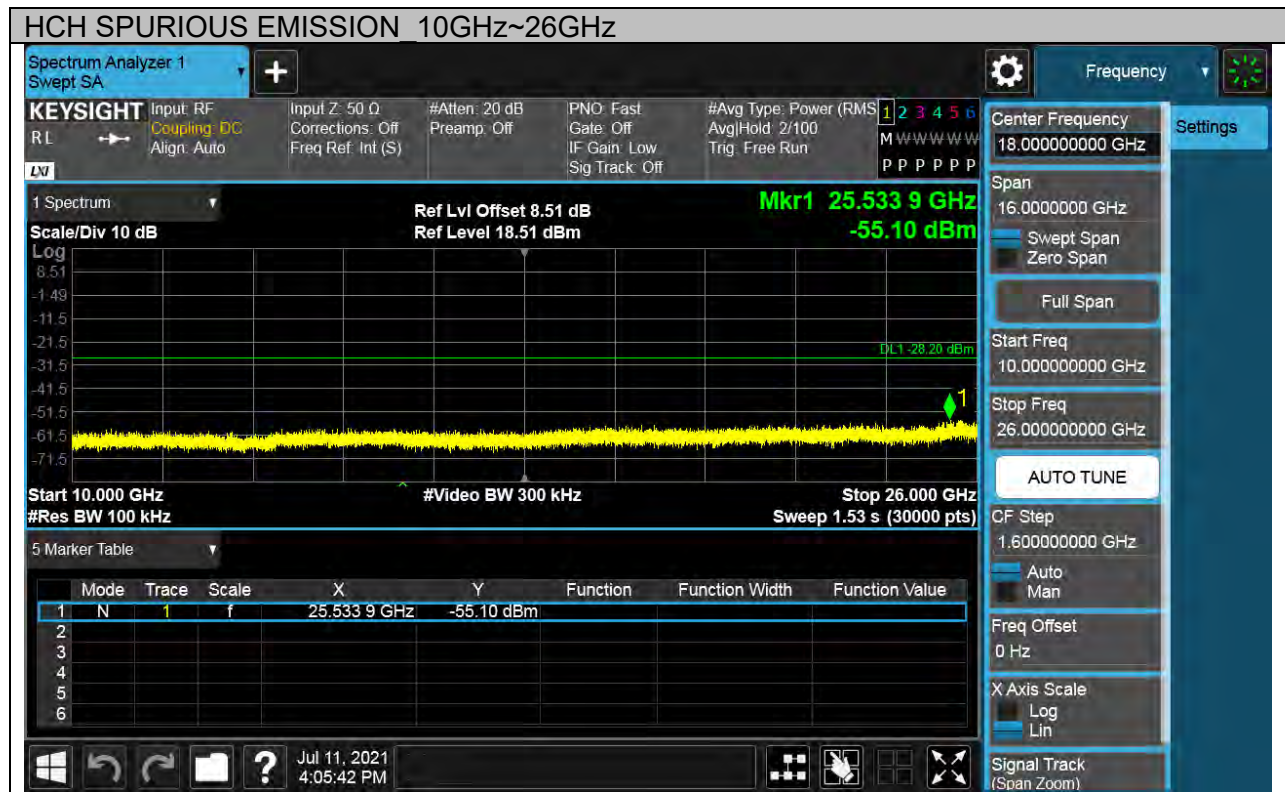 HCH SPURIOUS EMISSION_10GHz~26GHz
Spectrum Analyzer 1
Swept SA
+
Frequency
KEYSIGHT
RL
LXI
Input: RF
Coupling: DC
Align: Auto
Input Z: 50 Ω
Corrections: Off
Freq Ref: Int (S)
#Atten: 20 dB
Preamp: Off
PNO: Fast
Gate: Off
IF Gain: Low
Sig Track: Off
#Avg Type: Power (RMS
Avg|Hold: 2/100
Trig: Free Run
1 2 3 4 5 6
M W W W W W
P P P P P P
1 Spectrum
Scale/Div 10 dB
Ref Lvl Offset 8.51 dB
Ref Level 18.51 dBm
Mkr1 25.533 9 GHz
-55.10 dBm
Log
8.51
-1.49
-11.5
-21.5
-31.5
-41.5
-51.5
-61.5
-71.5
DL1 -28.20 dBm
1
Start 10.000 GHz
#Video BW 300 kHz
Stop 26.000 GHz
#Res BW 100 kHz
Sweep 1.53 s (30000 pts)
5 Marker Table
Mode Trace Scale X Y Function Function Width Function Value
1 N 1 f 25.533 9 GHz -55.10 dBm
2
3
4
5
6
?
Jul 11, 2021
4:05:42 PM
Center Frequency
18.000000000 GHz
Settings
Span
16.0000000 GHz
Swept Span
Zero Span
Full Span
Start Freq
10.000000000 GHz
Stop Freq
26.000000000 GHz
AUTO TUNE
CF Step
1.600000000 GHz
Auto
Man
Freq Offset
0 Hz
X Axis Scale
Log
Lin
Signal Track
(Span Zoom)